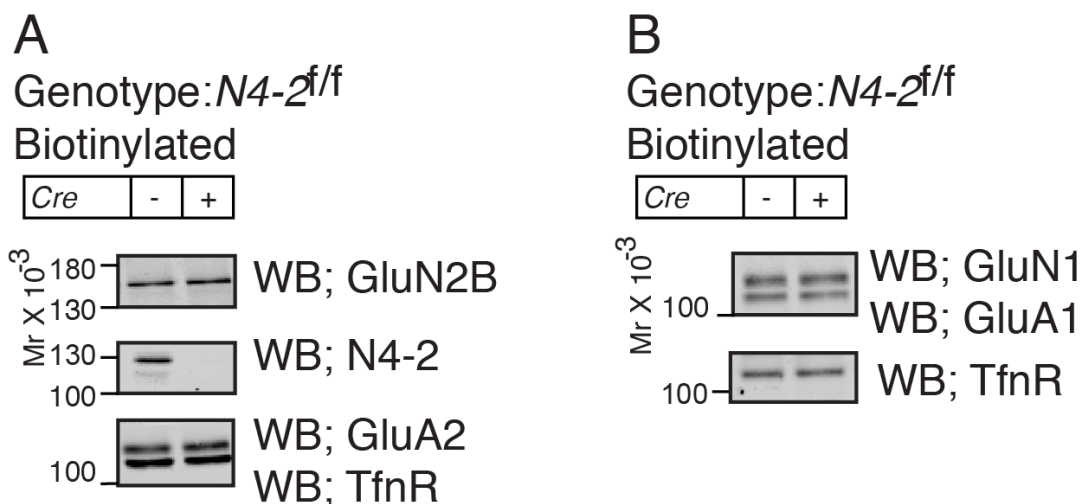 A
Genotype:N4-2f/f
Biotinylated
Cre - +
Mr X 10-3
180
130
WB; GluN2B
130
100
WB; N4-2
100
WB; GluA2
WB; TfnR
B
Genotype:N4-2f/f
Biotinylated
Cre - +
Mr X 10-3
100
WB; GluN1
WB; GluA1
100
WB; TfnR